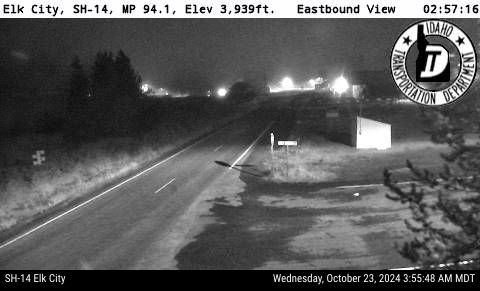 Elk City, SH-14, MP 94.1, Elev 3,939ft. Eastbound View 02:57:16
IDAHO
TRANSPORTATION DEPARTMENT
SH-14 Elk City Wednesday, October 23, 2024 3:55:48 AM MDT